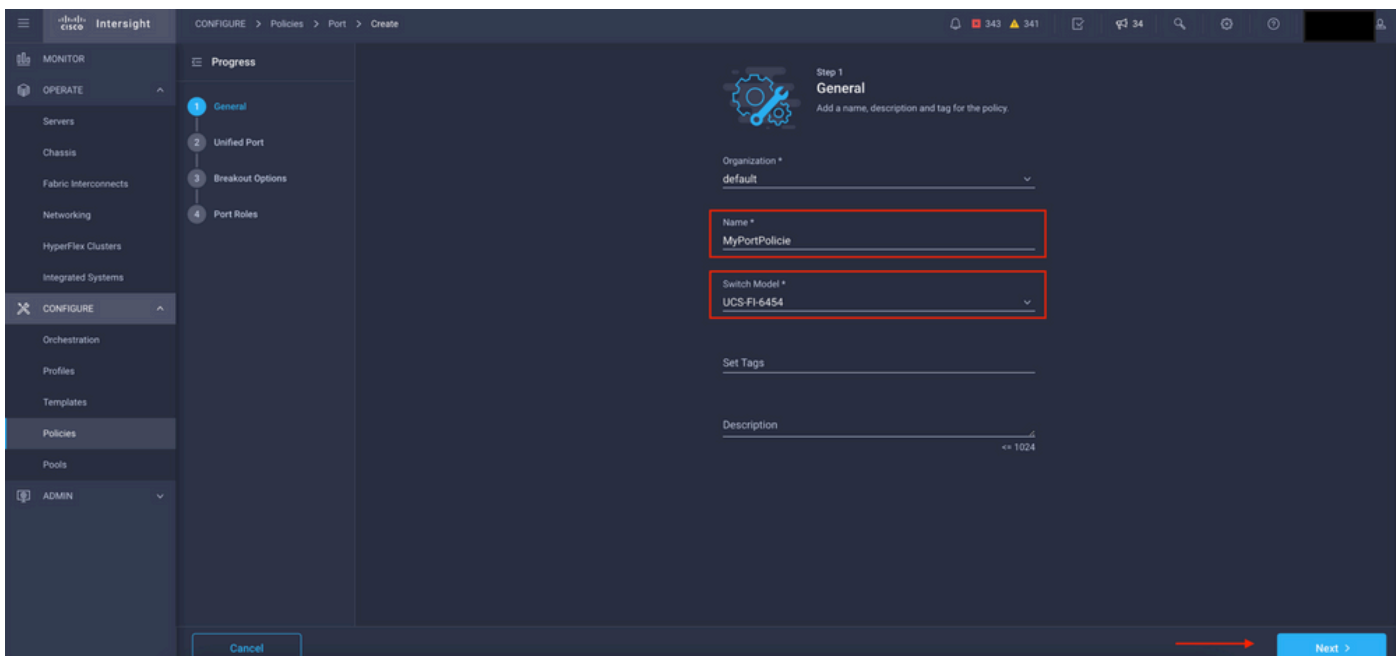 cisco Intersight
CONFIGURE > Policies > Port > Create
343
341
34
MONITOR
OPERATE
Servers
Chassis
Fabric Interconnects
Networking
HyperFlex Clusters
Integrated Systems
CONFIGURE
Orchestration
Profiles
Templates
Policies
Pools
ADMIN
Progress
1 General
2 Unified Port
3 Breakout Options
4 Port Roles
Step 1
General
Add a name, description and tag for the policy.
Organization *
default
Name *
MyPortPolicie
Switch Model *
UCS-FI-6454
Set Tags
Description
<= 1024
Cancel
Next >